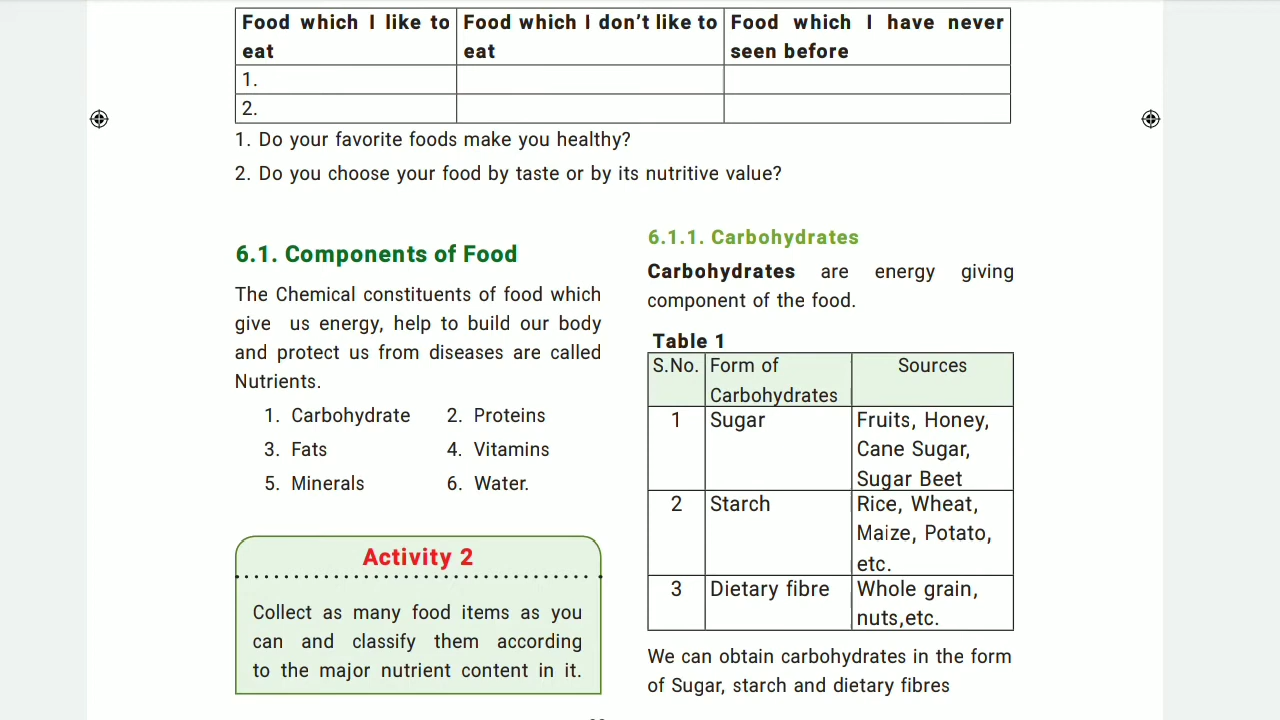 Food which I like to eat | Food which I don't like to eat | Food which I have never seen before
1.
2.
1. Do your favorite foods make you healthy?
2. Do you choose your food by taste or by its nutritive value?
6.1. Components of Food
The Chemical constituents of food which
give us energy, help to build our body
and protect us from diseases are called
Nutrients.
1. Carbohydrate 2. Proteins
3. Fats 4. Vitamins
5. Minerals 6. Water.
Activity 2
Collect as many food items as you
can and classify them according
to the major nutrient content in it.
6.1.1. Carbohydrates
Carbohydrates are energy giving
component of the food.
Table 1
S.No. | Form of Carbohydrates | Sources
1 | Sugar | Fruits, Honey, Cane Sugar, Sugar Beet
2 | Starch | Rice, Wheat, Maize, Potato, etc.
3 | Dietary fibre | Whole grain, nuts,etc.
We can obtain carbohydrates in the form
of Sugar, starch and dietary fibres